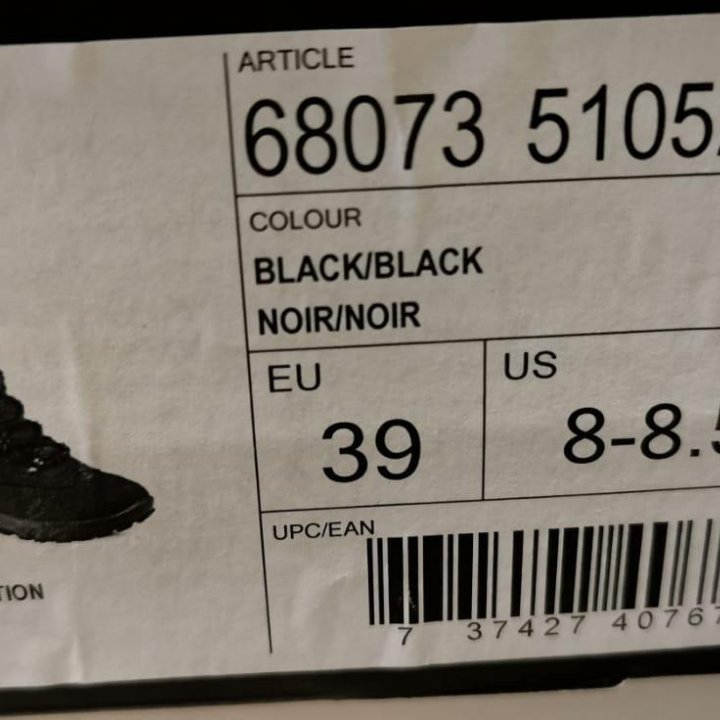 ARTICLE
68073 5105
COLOUR
BLACK/BLACK
NOIR/NOIR
EU
US
39
8-8.5
UPC/EAN
TION
7 37427 4076